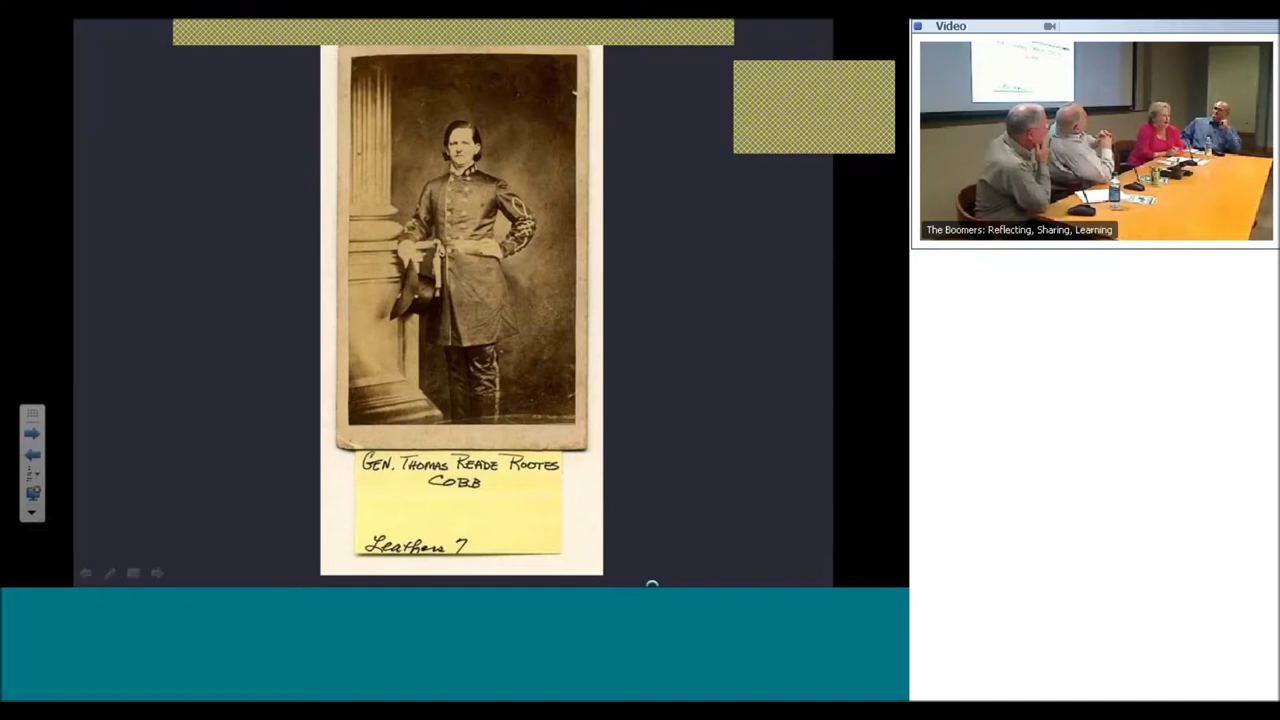 Video
The Boomers: Reflecting, Sharing, Learning
GEN. THOMAS READE ROOTES
COBB
Leathers 7